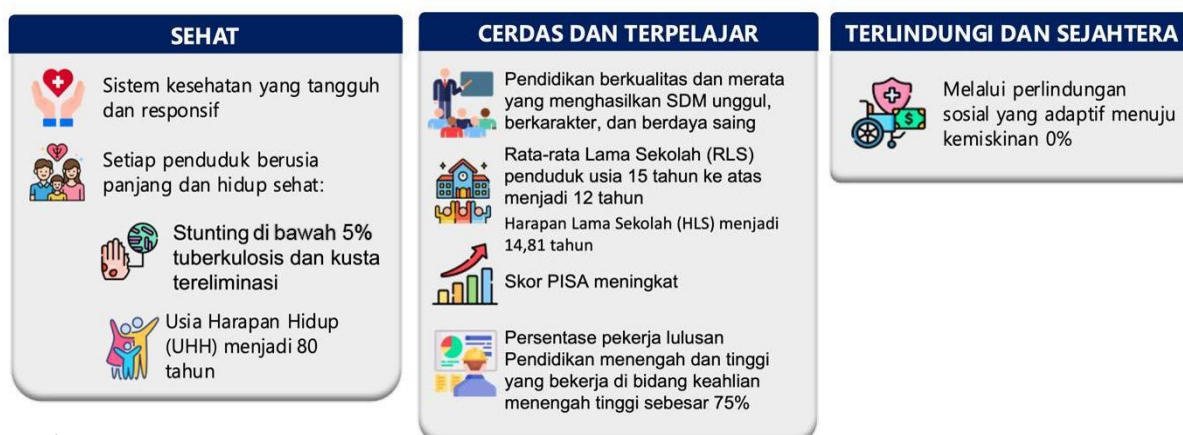 SEHAT
Sistem kesehatan yang tangguh
dan responsif
Setiap penduduk berusia
panjang dan hidup sehat:
Stunting di bawah 5%
tuberkulosis dan kusta
tereliminasi
Usia Harapan Hidup
(UHH) menjadi 80
tahun
CERDAS DAN TERPELAJAR
Pendidikan berkualitas dan merata
yang menghasilkan SDM unggul,
berkarakter, dan berdaya saing
Rata-rata Lama Sekolah (RLS)
penduduk usia 15 tahun ke atas
menjadi 12 tahun
Harapan Lama Sekolah (HLS) menjadi
14,81 tahun
Skor PISA meningkat
Persentase pekerja lulusan
Pendidikan menengah dan tinggi
yang bekerja di bidang keahlian
menengah tinggi sebesar 75%
TERLINDUNGI DAN SEJAHTERA
Melalui perlindungan
sosial yang adaptif menuju
kemiskinan 0%